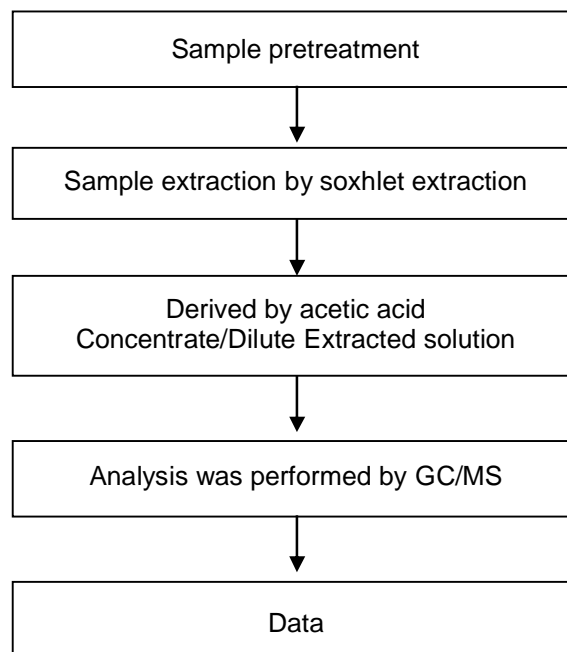 Sample pretreatment
Sample extraction by soxhlet extraction
Derived by acetic acid
Concentrate/Dilute Extracted solution
Analysis was performed by GC/MS
Data